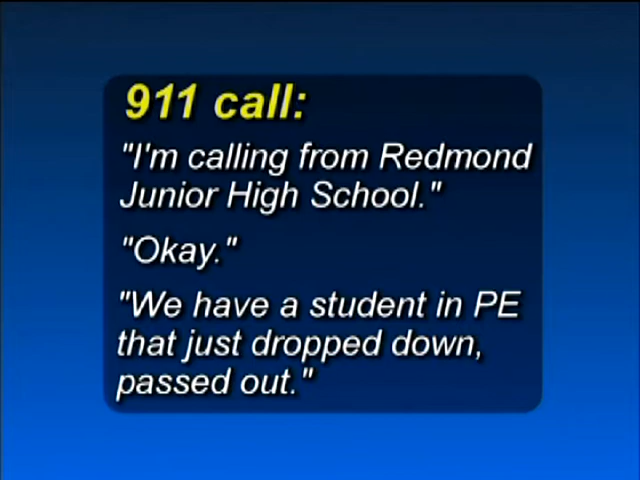 911 call:
"I'm calling from Redmond
Junior High School."
"Okay."
"We have a student in PE
that just dropped down,
passed out."